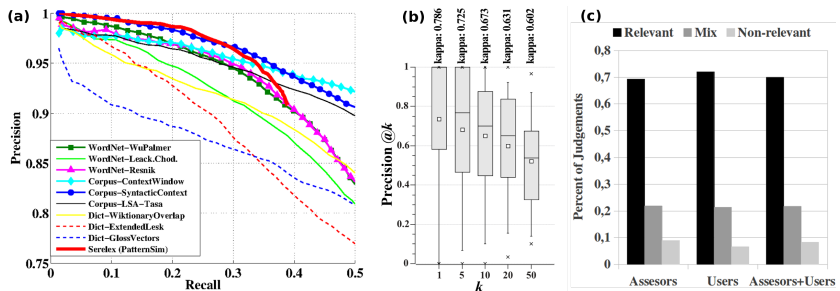 (a)
1
0.95
0.9
0.85
0.8
0.75
Precision
WordNet-WuPalmer
WordNet-Leack.Chod.
WordNet-Resnik
Corpus-ContextWindow
Corpus-SyntacticContext
Corpus-LSA-Tasa
Dict-WiktionaryOverlap
Dict-ExtendedLesk
Dict-GlossVectors
Serelex (PatternSim)
0 0.1 0.2 0.3 0.4 0.5
Recall
(b)
kappa: 0.786
kappa: 0.725
kappa: 0.673
kappa: 0.631
kappa: 0.602
Precision @k
1.0
0.8
0.6
0.4
0.2
0.0
1 5 10 20 50
k
(c)
Relevant Mix Non-relevant
Percent of Judgements
0,8
0,7
0,6
0,5
0,4
0,3
0,2
0,1
0
Assesors Users Assesors+Users